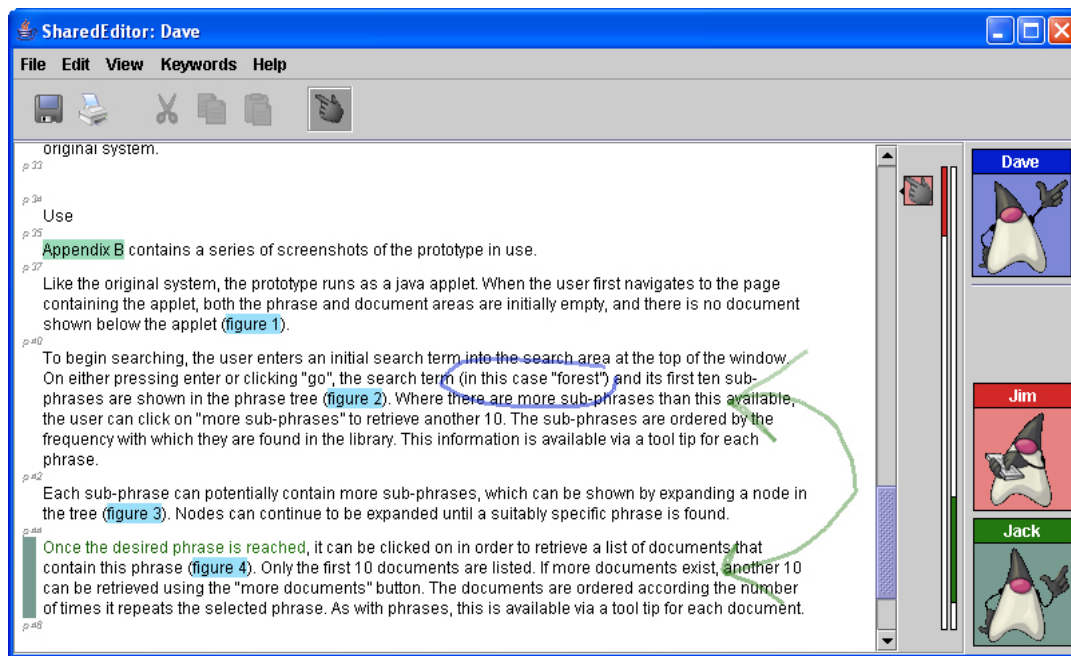 SharedEditor: Dave
File Edit View Keywords Help
original system.
p 33
p 34
Use
p 35
Appendix B contains a series of screenshots of the prototype in use.
p 37
Like the original system, the prototype runs as a java applet. When the user first navigates to the page
containing the applet, both the phrase and document areas are initially empty, and there is no document
shown below the applet (figure 1).
p 40
To begin searching, the user enters an initial search term into the search area at the top of the window.
On either pressing enter or clicking "go", the search term (in this case "forest") and its first ten sub-
phrases are shown in the phrase tree (figure 2). Where there are more sub-phrases than this available,
the user can click on "more sub-phrases" to retrieve another 10. The sub-phrases are ordered by the
frequency with which they are found in the library. This information is available via a tool tip for each
phrase.
p 42
Each sub-phrase can potentially contain more sub-phrases, which can be shown by expanding a node in
the tree (figure 3). Nodes can continue to be expanded until a suitably specific phrase is found.
p 44
Once the desired phrase is reached, it can be clicked on in order to retrieve a list of documents that
contain this phrase (figure 4). Only the first 10 documents are listed. If more documents exist, another 10
can be retrieved using the "more documents" button. The documents are ordered according the number
of times it repeats the selected phrase. As with phrases, this is available via a tool tip for each document.
p 46
Dave
Jim
Jack